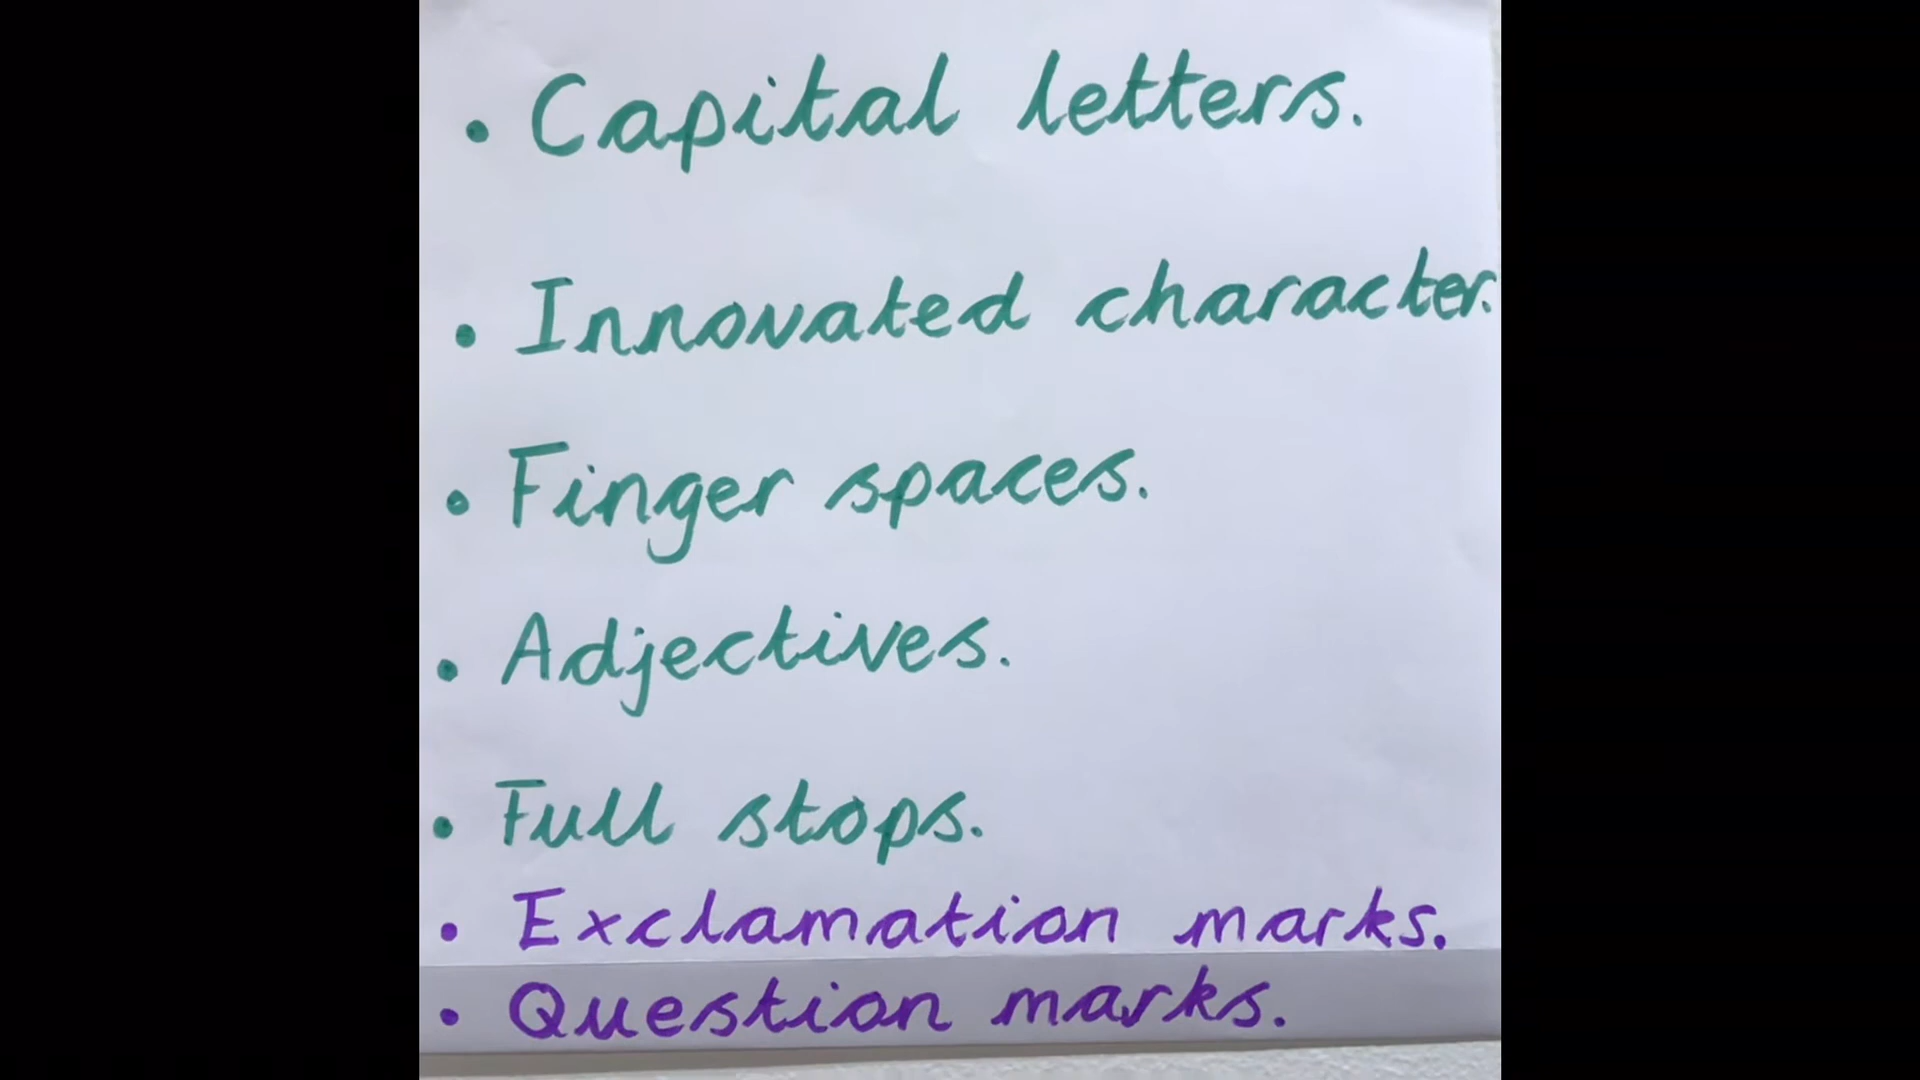 • Capital letters.
• Innovated character.
• Finger spaces.
• Adjectives.
• Full stops.
• Exclamation marks.
• Question marks.